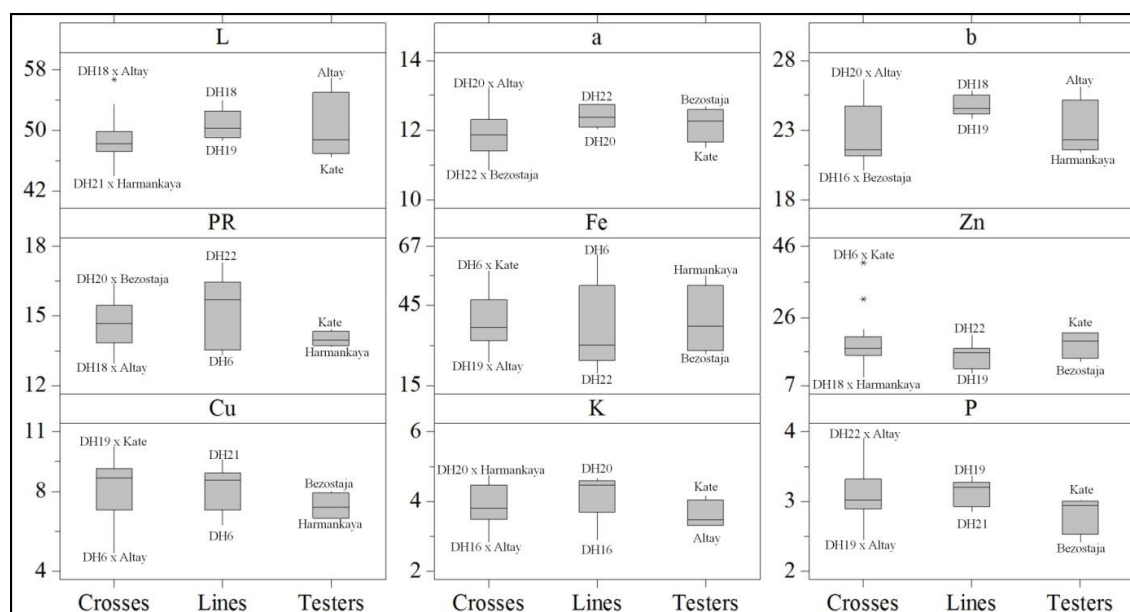 L a b
58 50 42
DH18 x Altay
DH21 x Harmankaya
DH18
DH19
Altay
Kate
14 12 10
DH20 x Altay
DH22 x Bezostaja
DH22
DH20
Bezostaja
Kate
28 23 18
DH20 x Altay
DH16 x Bezostaja
DH18
DH19
Altay
Harmankaya
PR Fe Zn
18 15 12
DH20 x Bezostaja
DH18 x Altay
DH22
DH6
Kate
Harmankaya
67 45 15
DH6 x Kate
DH19 x Altay
DH6
DH22
Harmankaya
Bezostaja
46 26 7
DH6 x Kate
DH18 x Harmankaya
DH22
DH19
Kate
Bezostaja
Cu K P
11 8 4
DH19 x Kate
DH6 x Altay
DH21
DH6
Bezostaja
Harmankaya
6 4 2
DH20 x Harmankaya
DH16 x Altay
DH20
DH16
Kate
Altay
4 3 2
DH22 x Altay
DH19 x Altay
DH19
DH21
Kate
Bezostaja
Crosses Lines Testers Crosses Lines Testers Crosses Lines Testers